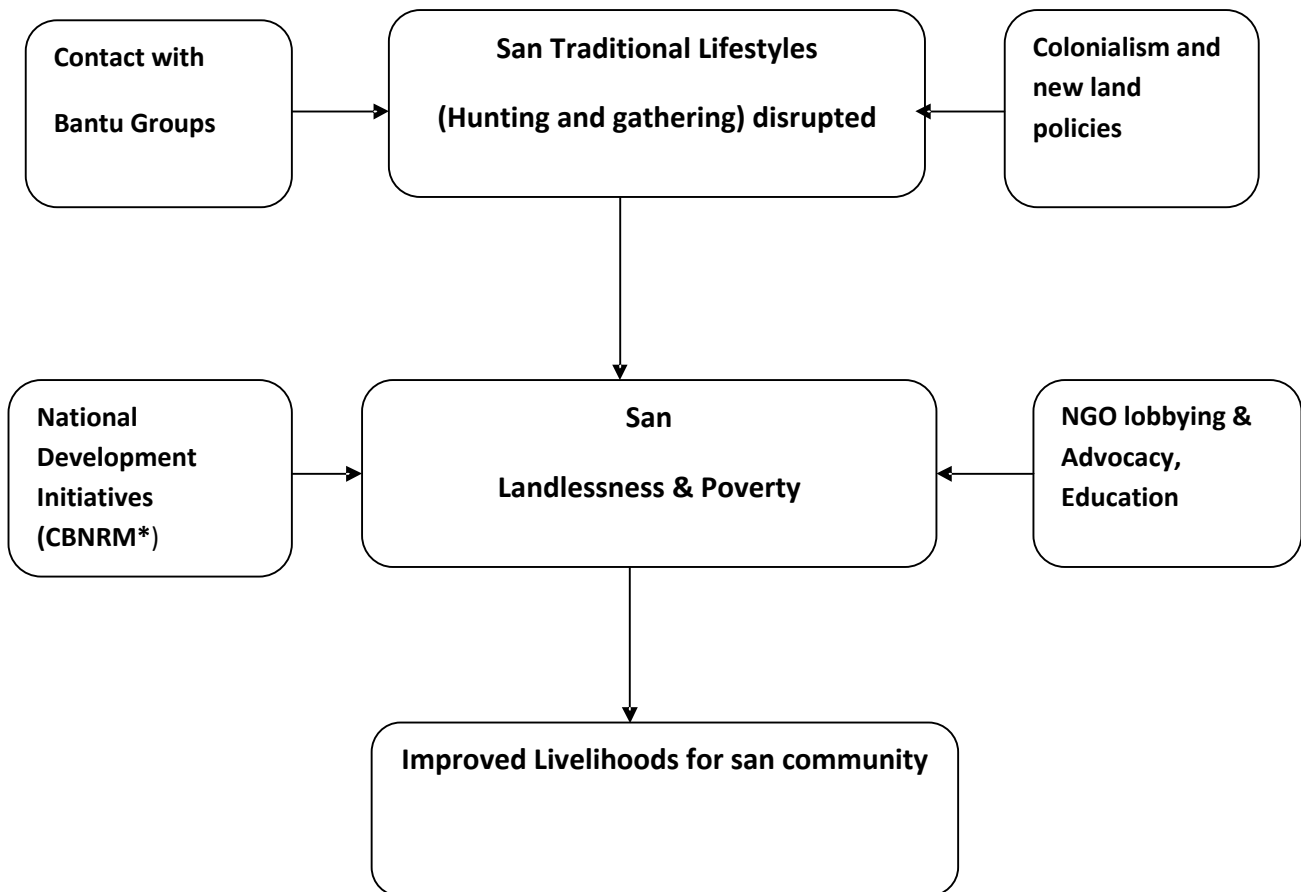 Contact with
Bantu Groups
San Traditional Lifestyles
(Hunting and gathering) disrupted
Colonialism and
new land
policies
National
Development
Initiatives
(CBNRM*)
San
Landlessness & Poverty
NGO lobbying &
Advocacy,
Education
Improved Livelihoods for san community